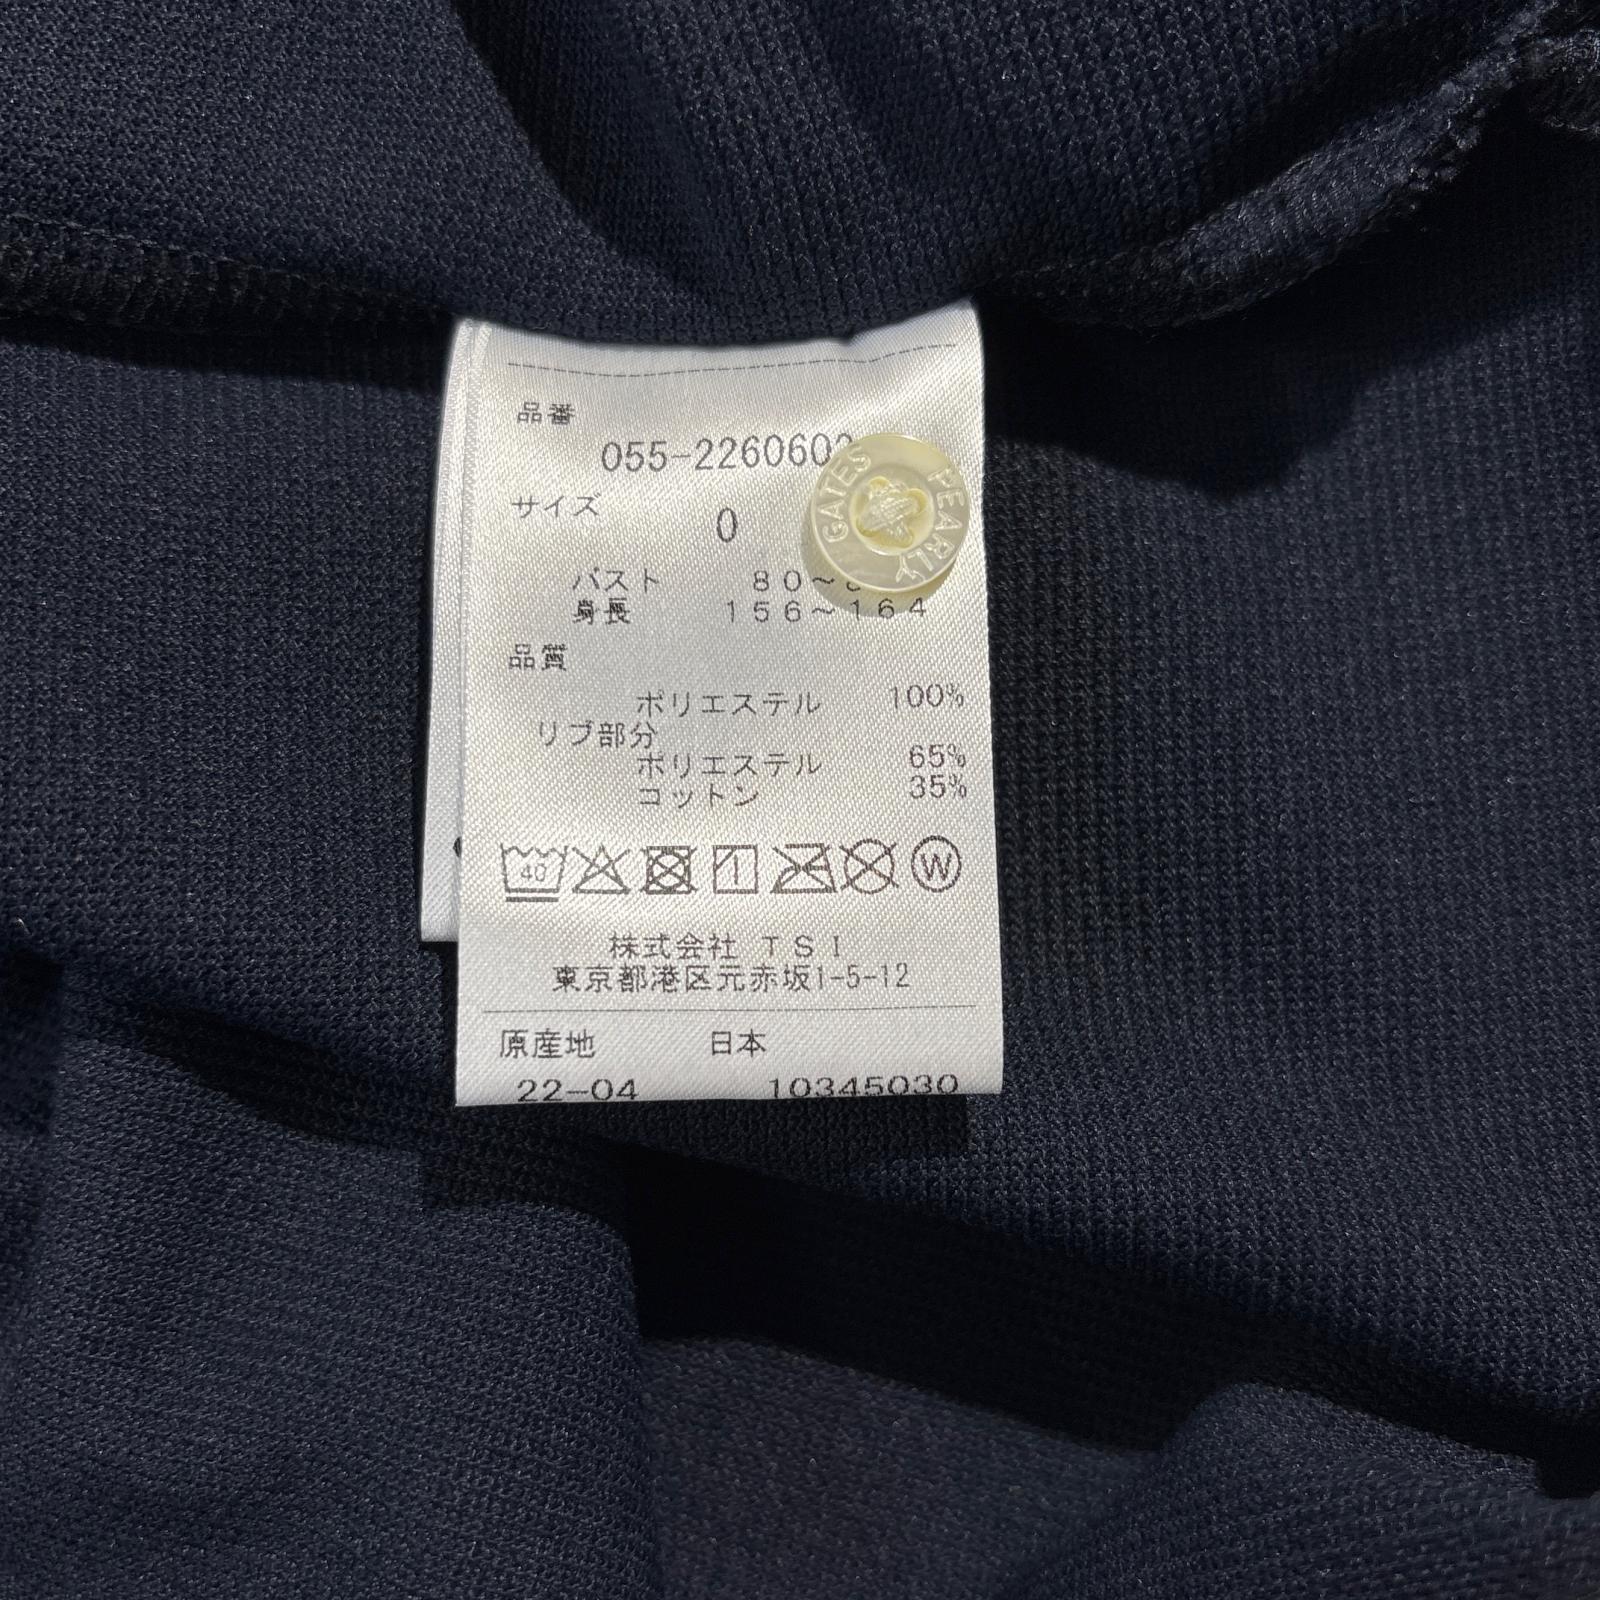 品番
055-226060
サイズ
0
PEARLY GATES
バスト 80~
身長 156~164
品質
ポリエステル 100%
リブ部分
ポリエステル 65%
コットン 35%
40
1
W
株式会社 TSI
東京都港区元赤坂1-5-12
原産地 日本
22-04 10345030